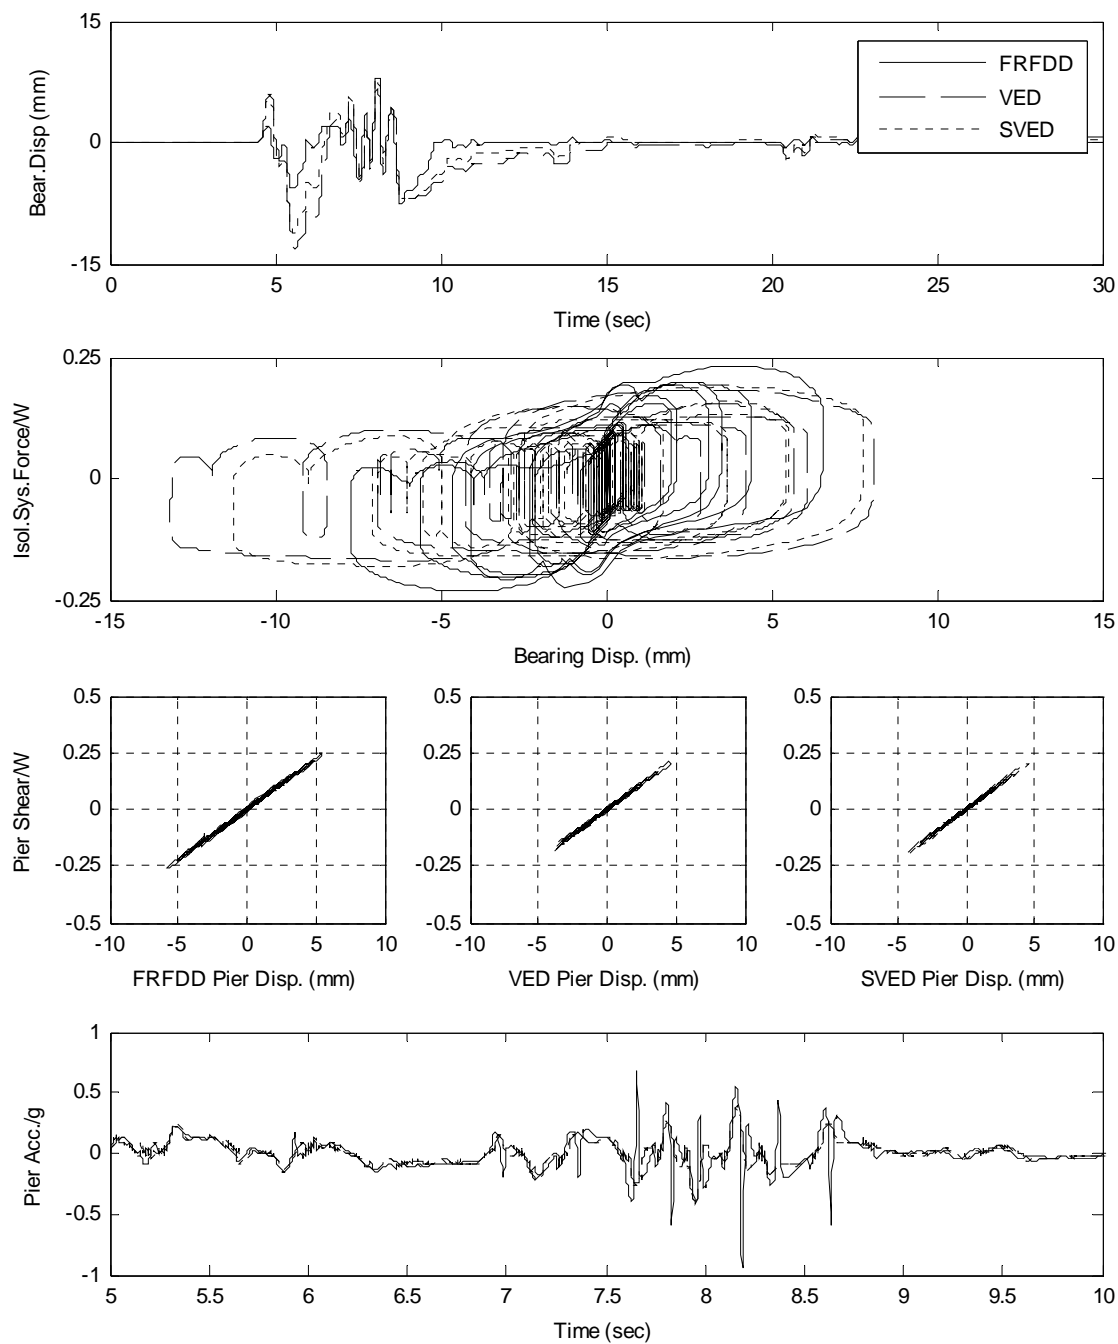 15
0
-15
Bear.Disp (mm)
FRFDD
VED
SVED
0 5 10 15 20 25 30
Time (sec)
0.25
0
-0.25
Isol.Sys.Force/W
-15 -10 -5 0 5 10 15
Bearing Disp. (mm)
0.5 0.5 0.5
0.25 0.25 0.25
0 0 0
-0.25 -0.25 -0.25
-0.5 -0.5 -0.5
Pier Shear/W
-10 -5 0 5 10 -10 -5 0 5 10 -10 -5 0 5 10
FRFDD Pier Disp. (mm) VED Pier Disp. (mm) SVED Pier Disp. (mm)
1
0.5
0
-0.5
-1
Pier Acc./g
5 5.5 6 6.5 7 7.5 8 8.5 9 9.5 10
Time (sec)